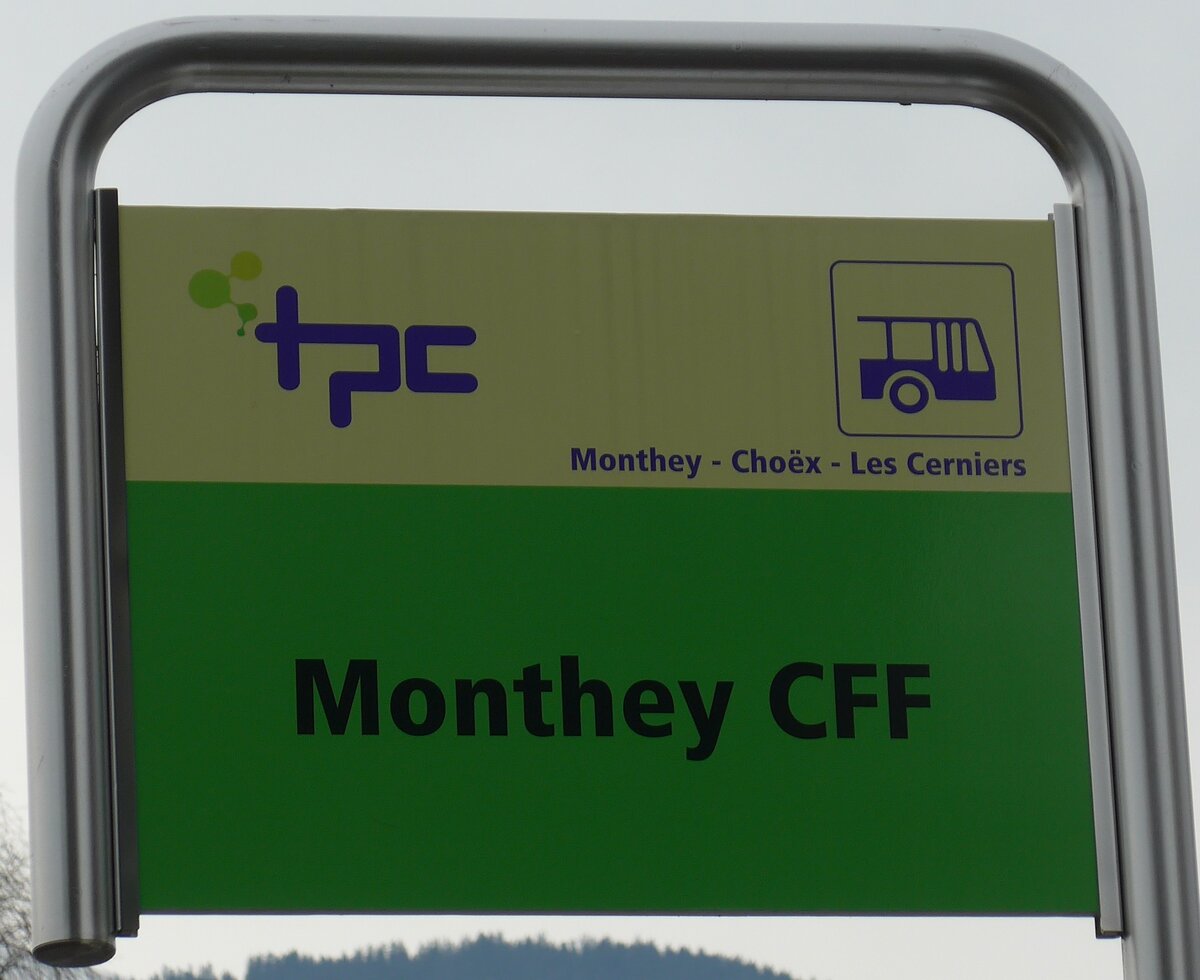 tpc
Monthey - Choëx - Les Cerniers
Monthey CFF